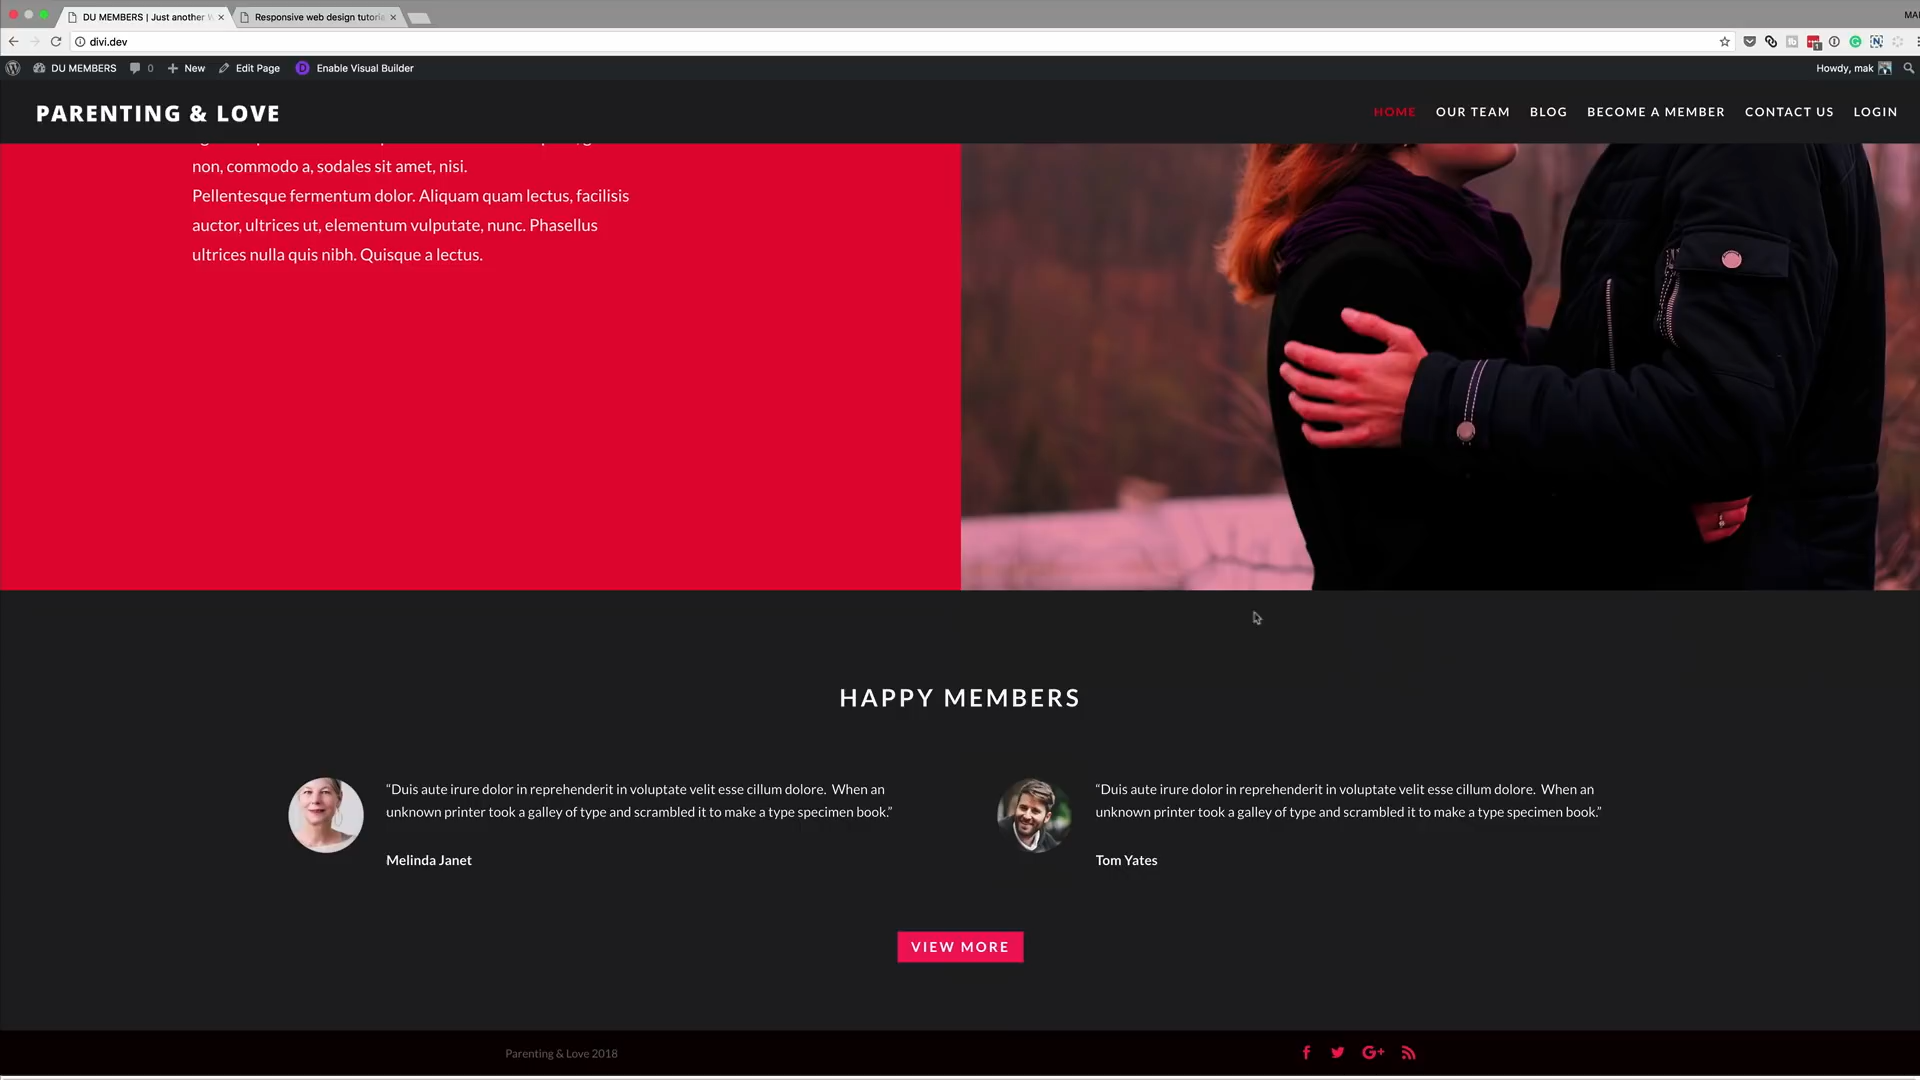 DU MEMBERS | Just another W
Responsive web design tutoria
MA
divi.dev
DU MEMBERS 0 New Edit Page Enable Visual Builder Howdy, mak
PARENTING & LOVE
HOME OUR TEAM BLOG BECOME A MEMBER CONTACT US LOGIN
non, commodo a, sodales sit amet, nisi.
Pellentesque fermentum dolor. Aliquam quam lectus, facilisis
auctor, ultrices ut, elementum vulputate, nunc. Phasellus
ultrices nulla quis nibh. Quisque a lectus.
HAPPY MEMBERS
“Duis aute irure dolor in reprehenderit in voluptate velit esse cillum dolore.  When an
unknown printer took a galley of type and scrambled it to make a type specimen book.”
Melinda Janet
“Duis aute irure dolor in reprehenderit in voluptate velit esse cillum dolore.  When an
unknown printer took a galley of type and scrambled it to make a type specimen book.”
Tom Yates
VIEW MORE
Parenting & Love 2018